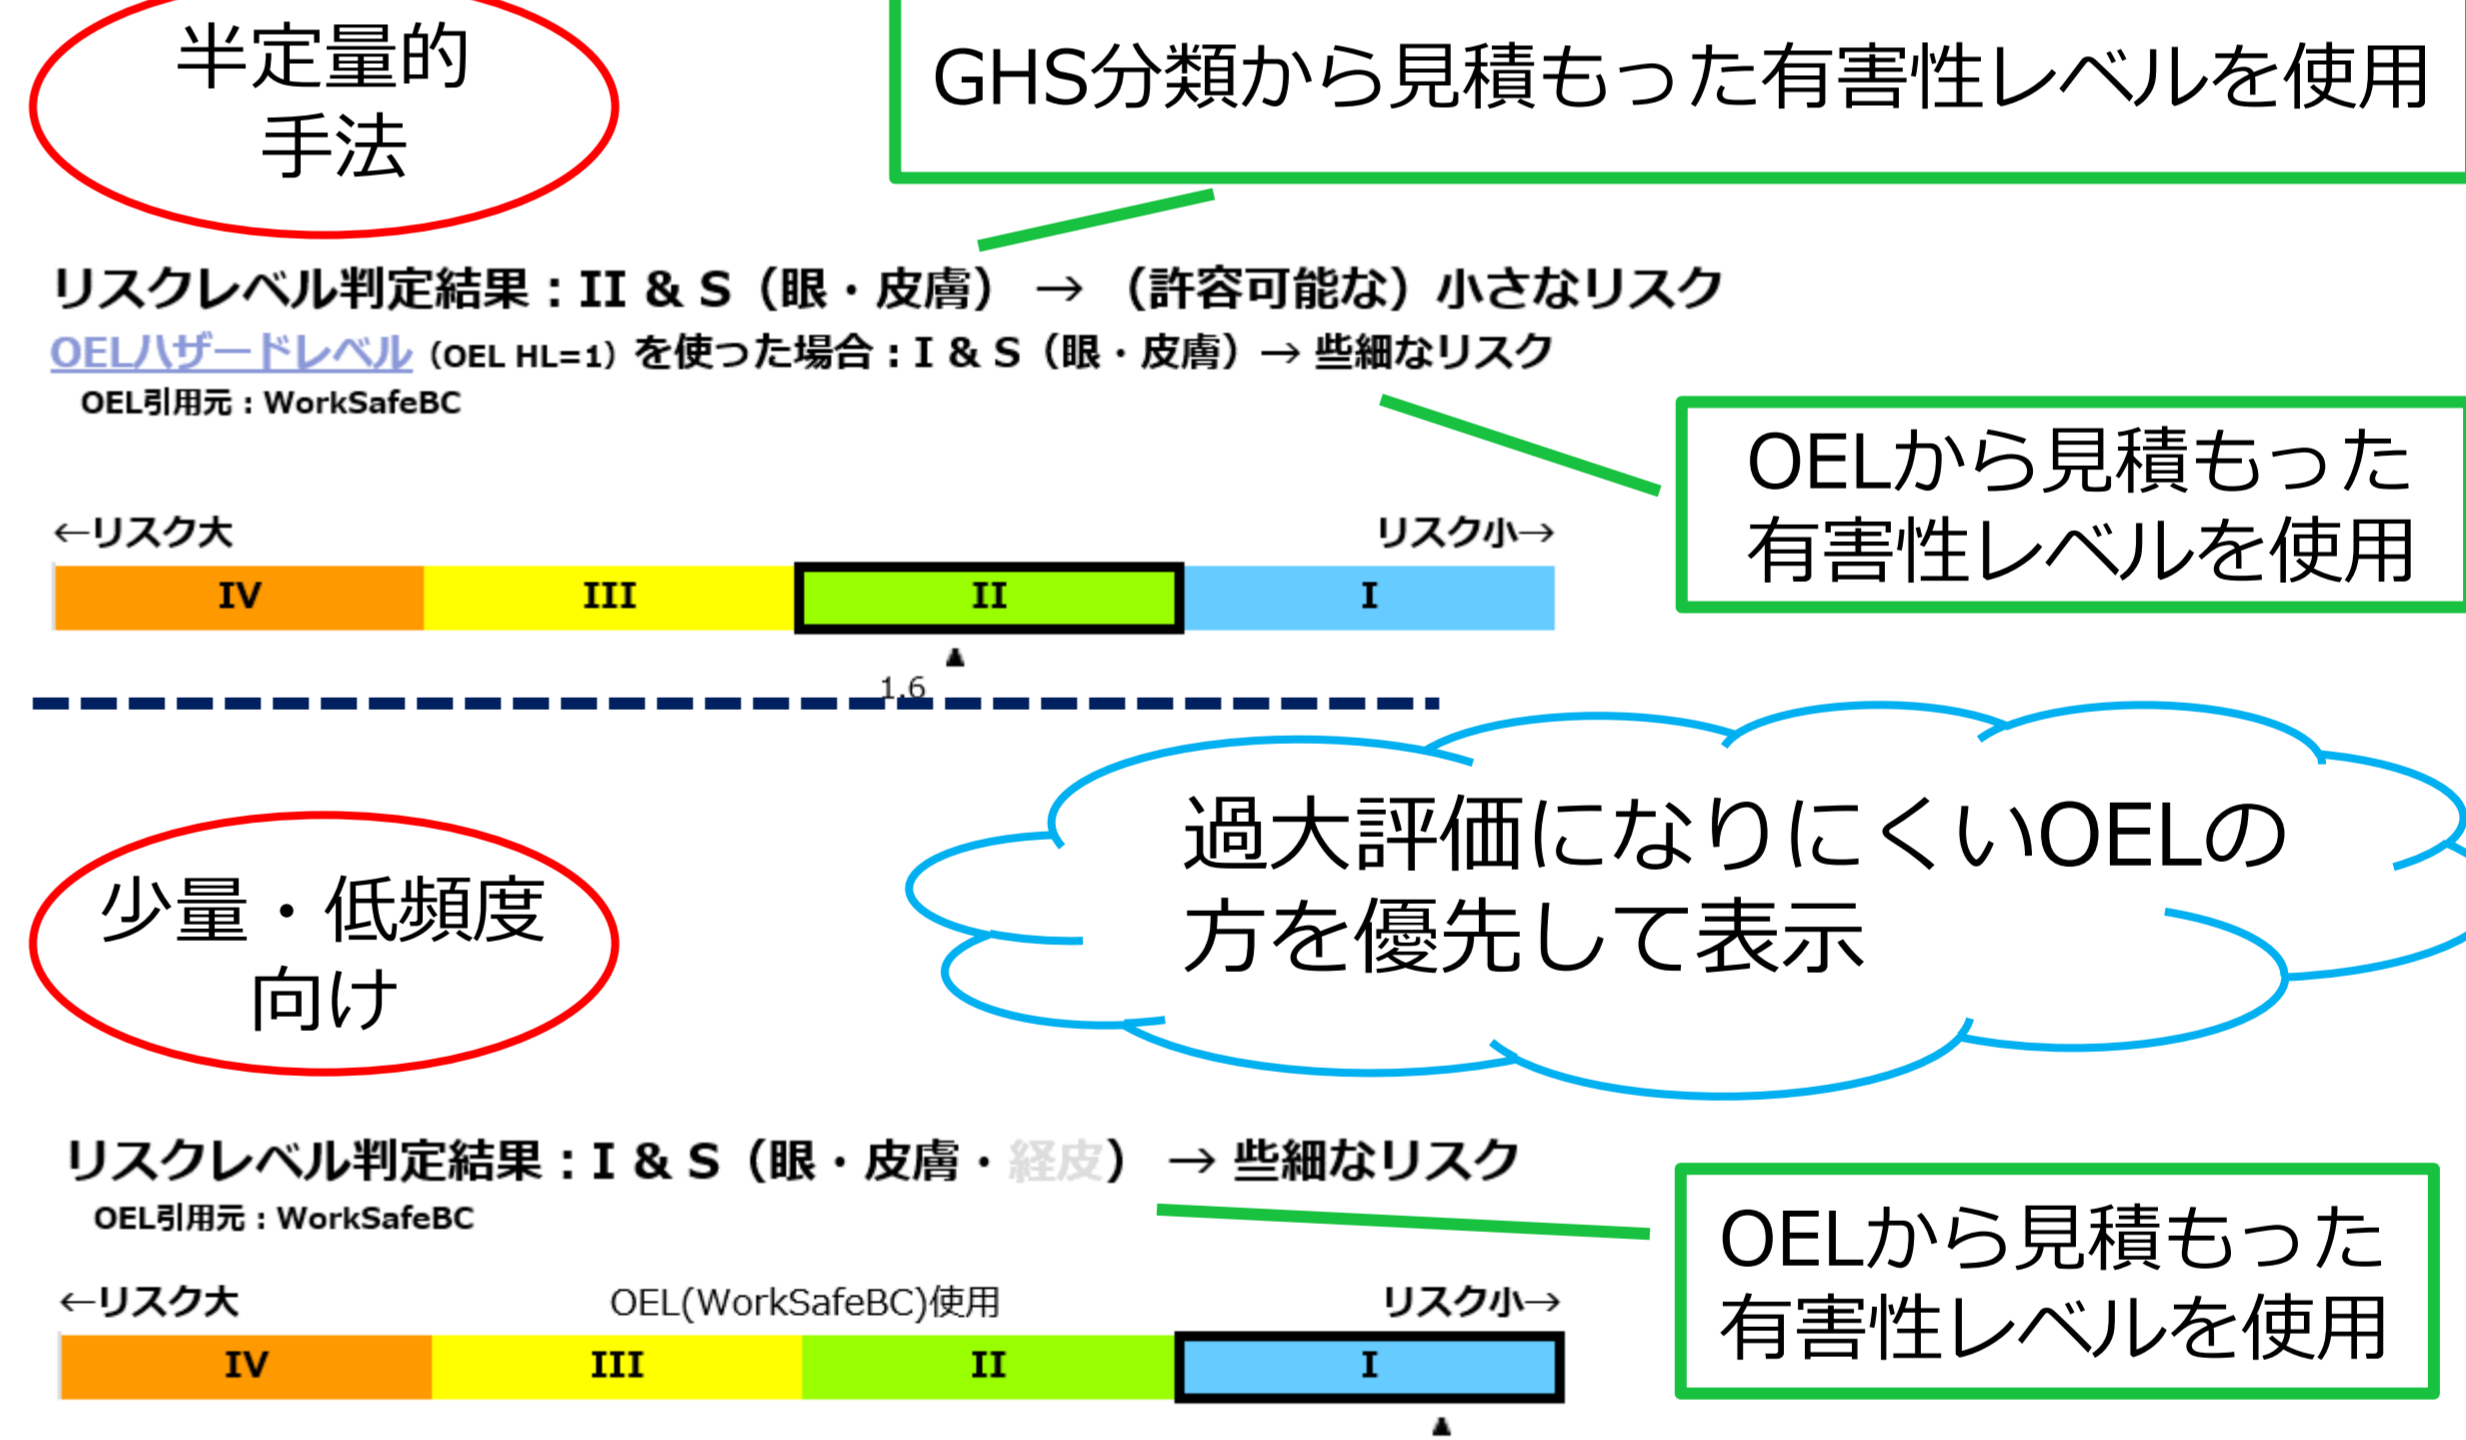 半定量的
手法
GHS分類から見積もった有害性レベルを使用
リスクレベル判定結果：II & S（眼・皮膚） → （許容可能な）小さなリスク
OELハザードレベル（OEL HL=1）を使った場合：I & S（眼・皮膚）→ 些細なリスク
OEL引用元：WorkSafeBC
OELから見積もった
有害性レベルを使用
←リスク大 リスク小→
IV III II I
▲
1.6
過大評価になりにくいOELの
方を優先して表示
少量・低頻度
向け
リスクレベル判定結果：I & S（眼・皮膚・経皮） → 些細なリスク
OEL引用元：WorkSafeBC
OELから見積もった
有害性レベルを使用
←リスク大 OEL(WorkSafeBC)使用 リスク小→
IV III II I
▲